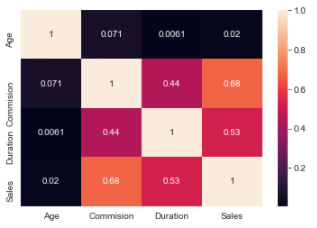 Age 1 0.071 0.0061 0.02
Commision 0.071 1 0.44 0.68
Duration 0.0061 0.44 1 0.53
Sales 0.02 0.68 0.53 1
Age Commision Duration Sales
1.0
0.8
0.6
0.4
0.2